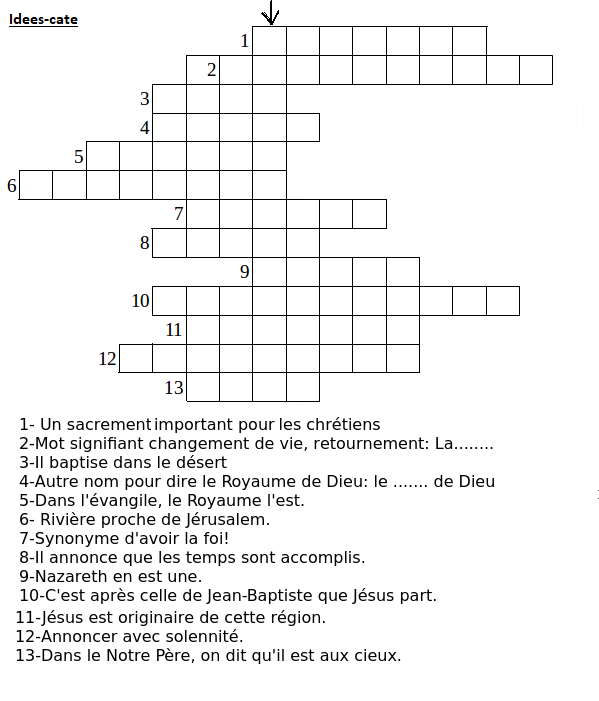 Idees-cate
1
2
3
4
5
6
7
8
9
10
11
12
13
1- Un sacrement important pour les chrétiens
2-Mot signifiant changement de vie, retournement: La........
3-Il baptise dans le désert
4-Autre nom pour dire le Royaume de Dieu: le ....... de Dieu
5-Dans l'évangile, le Royaume l'est.
6- Rivière proche de Jérusalem.
7-Synonyme d'avoir la foi!
8-Il annonce que les temps sont accomplis.
9-Nazareth en est une.
10-C'est après celle de Jean-Baptiste que Jésus part.
11-Jésus est originaire de cette région.
12-Annoncer avec solennité.
13-Dans le Notre Père, on dit qu'il est aux cieux.